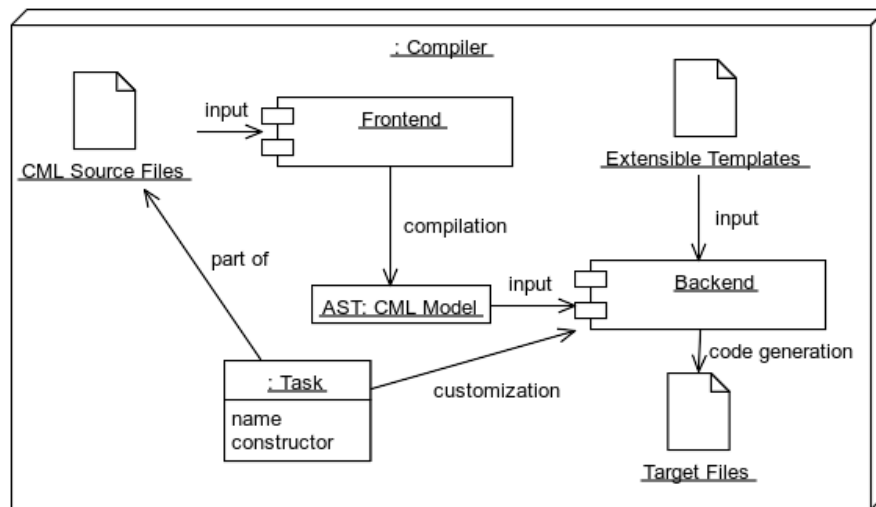 : Compiler
input
Frontend
CML Source Files
Extensible Templates
compilation
input
part of
input
Backend
AST: CML Model
code generation
: Task
customization
name
constructor
Target Files